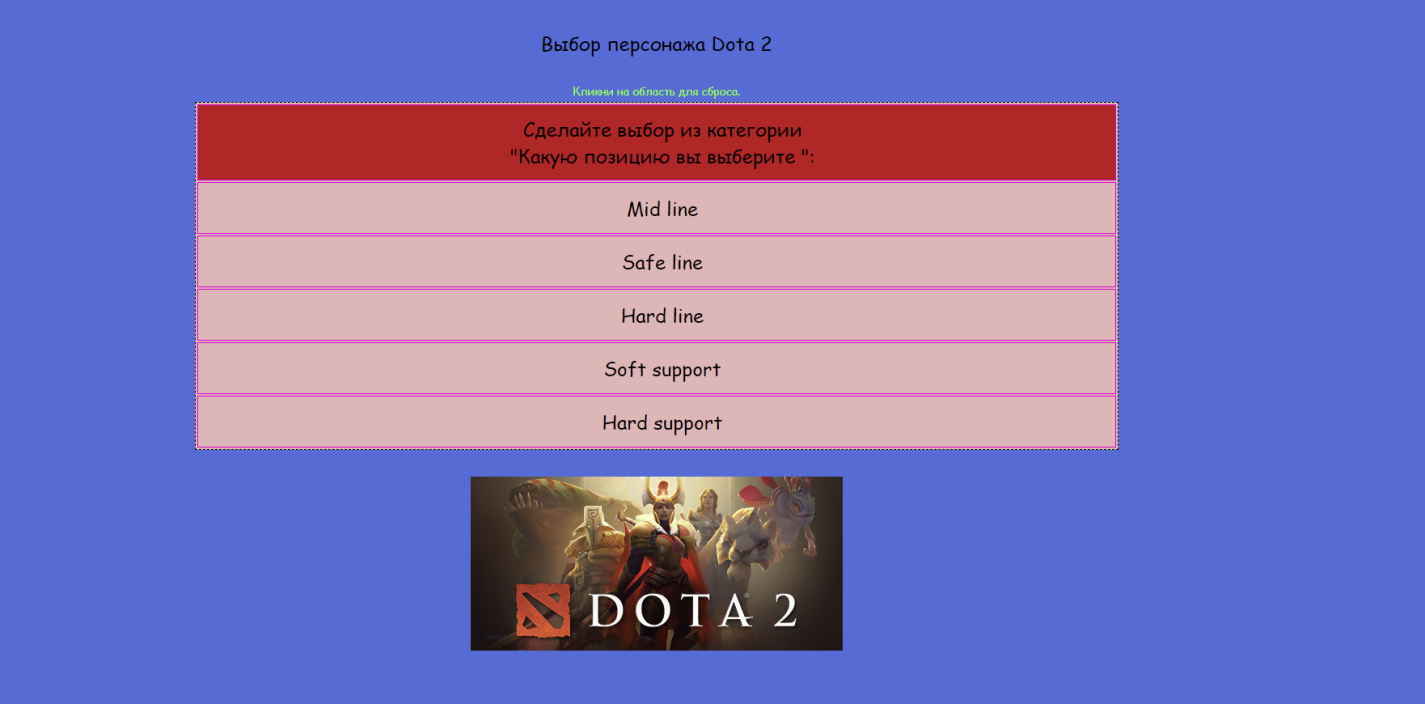 Выбор персонажа Dota 2
Кликни на область для сброса.
Сделайте выбор из категории
"Какую позицию вы выберите ":
Mid line
Safe line
Hard line
Soft support
Hard support
DOTA 2